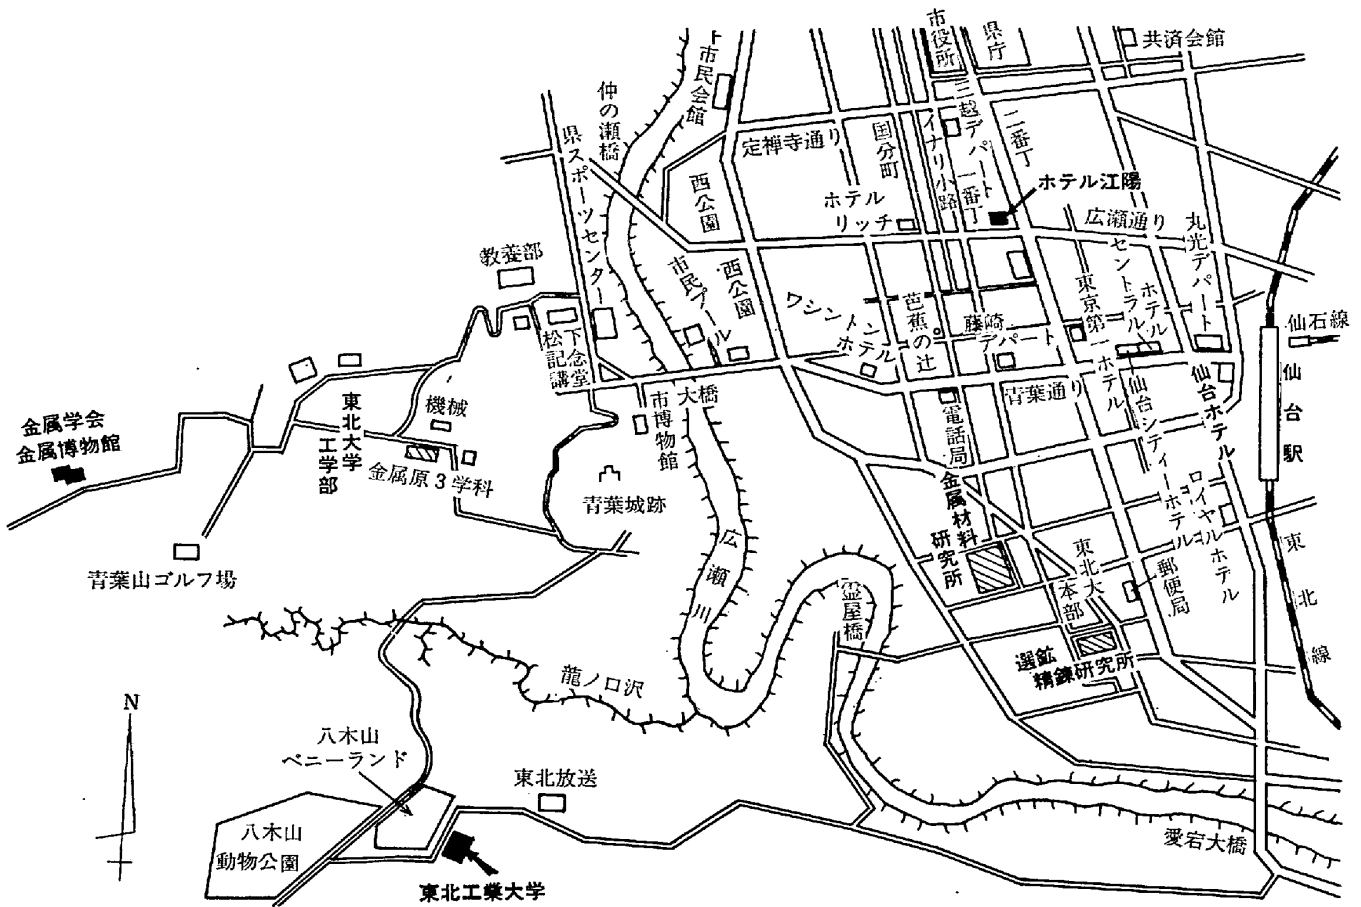 市役所
県庁
共済会館
市民会館
仲の瀬橋
県スポーツセンター
定禅寺通り
国分町
イナリ小路
三越デパート
一番丁
二番丁
ホテル江陽
西公園
ホテル
リッチ
広瀬通り
丸光デパート
教養部
市民プール
西公園
ワシントン
ホテル
芭蕉の辻
藤崎
デパート
東京第一ホテル
セントラル
ホテル
仙石線
仙台駅
松下
記念
講堂
大橋
市博物館
青葉通り
電話局
仙台シティーホテル
仙台ホテル
ロイヤルホテル
金属学会
金属博物館
東北大学
工学部
機械
金属原3学科
青葉城跡
広瀬川
金属材料
研究所
東北大
本部
郵便局
東北線
青葉山ゴルフ場
霊屋橋
選鉱
精錬研究所
龍ノ口沢
N
八木山
ベニーランド
東北放送
八木山
動物公園
東北工業大学
愛宕大橋